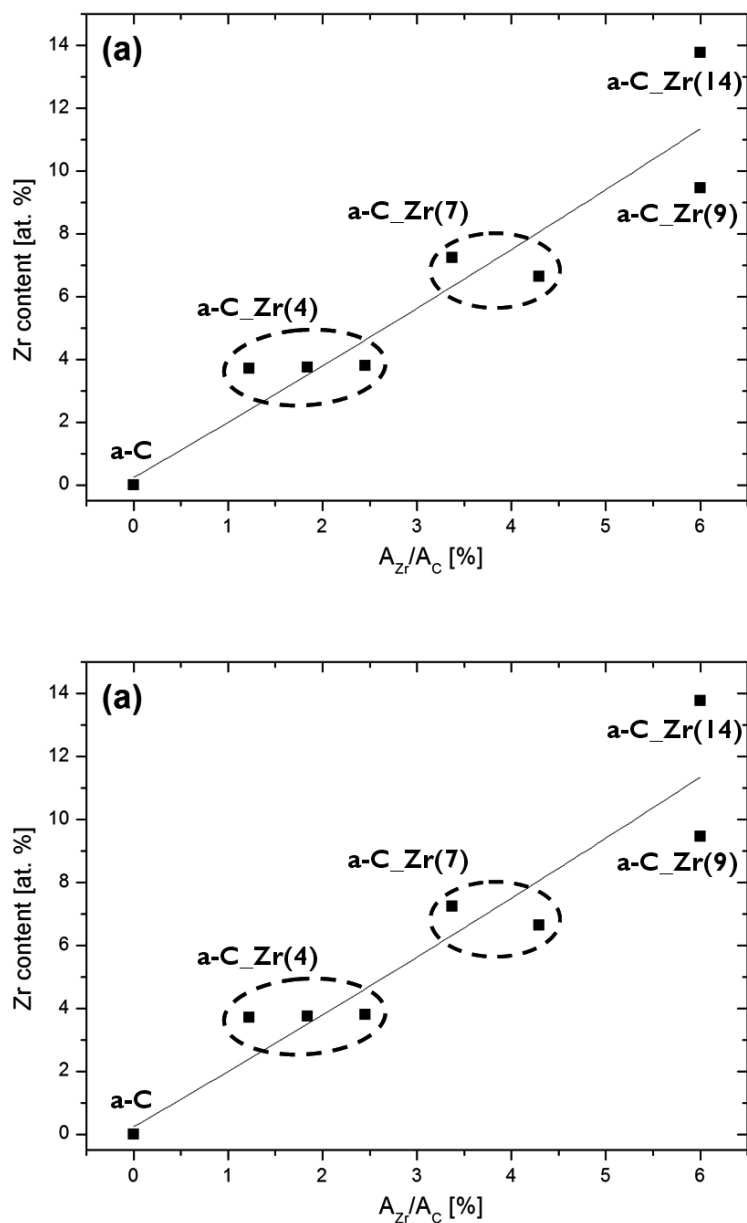 (a)
14
12
10
8
6
4
2
0
Zr content [at. %]
a-C_Zr(14)
a-C_Zr(9)
a-C_Zr(7)
a-C_Zr(4)
a-C
0 1 2 3 4 5 6
A_Zr/A_C [%]
(a)
14
12
10
8
6
4
2
0
Zr content [at. %]
a-C_Zr(14)
a-C_Zr(9)
a-C_Zr(7)
a-C_Zr(4)
a-C
0 1 2 3 4 5 6
A_Zr/A_C [%]